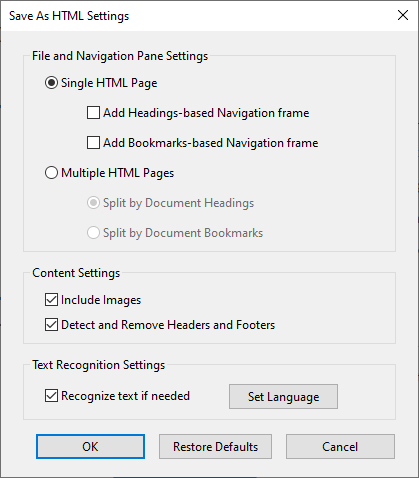 Save As HTML Settings
File and Navigation Pane Settings
Single HTML Page
Add Headings-based Navigation frame
Add Bookmarks-based Navigation frame
Multiple HTML Pages
Split by Document Headings
Split by Document Bookmarks
Content Settings
Include Images
Detect and Remove Headers and Footers
Text Recognition Settings
Recognize text if needed
Set Language
OK
Restore Defaults
Cancel